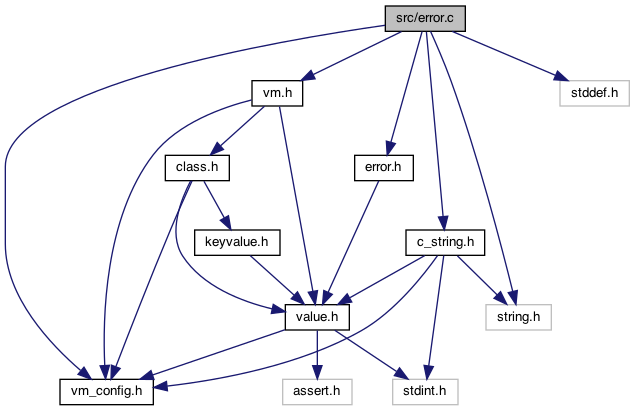 src/error.c
vm.h
stddef.h
class.h
error.h
keyvalue.h
c_string.h
value.h
string.h
vm_config.h
assert.h
stdint.h